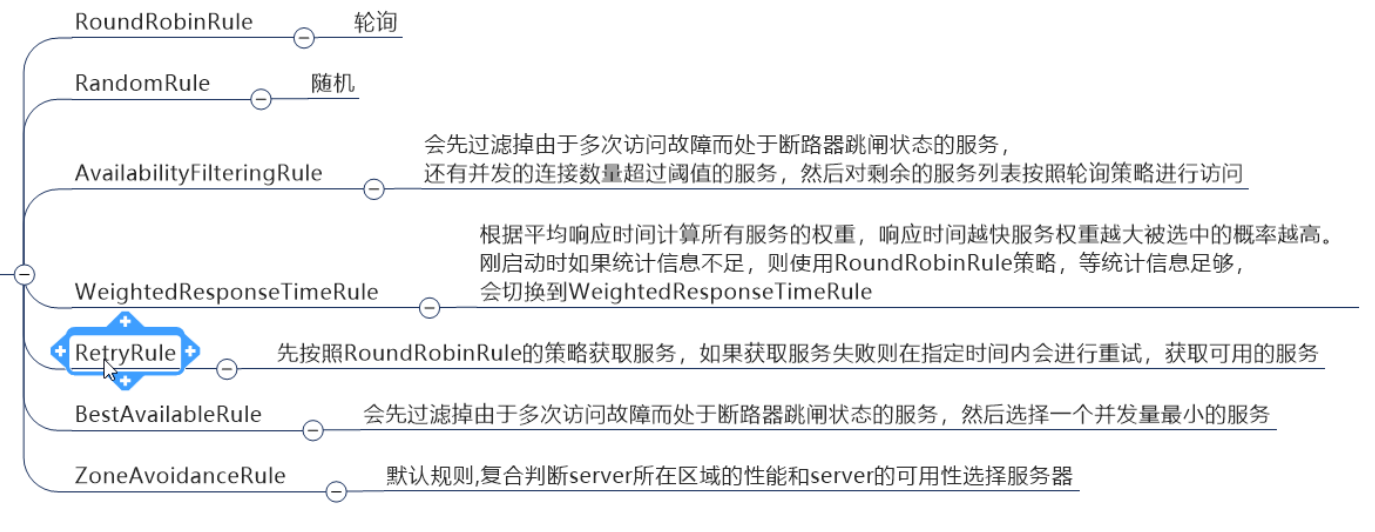 RoundRobinRule 轮询
RandomRule 随机
AvailabilityFilteringRule
会先过滤掉由于多次访问故障而处于断路器跳闸状态的服务，
还有并发的连接数量超过阈值的服务，然后对剩余的服务列表按照轮询策略进行访问
WeightedResponseTimeRule
根据平均响应时间计算所有服务的权重，响应时间越快服务权重越大被选中的概率越高。
刚启动时如果统计信息不足，则使用RoundRobinRule策略，等统计信息足够，
会切换到WeightedResponseTimeRule
RetryRule 先按照RoundRobinRule的策略获取服务，如果获取服务失败则在指定时间内会进行重试，获取可用的服务
BestAvailableRule 会先过滤掉由于多次访问故障而处于断路器跳闸状态的服务，然后选择一个并发量最小的服务
ZoneAvoidanceRule 默认规则,复合判断server所在区域的性能和server的可用性选择服务器